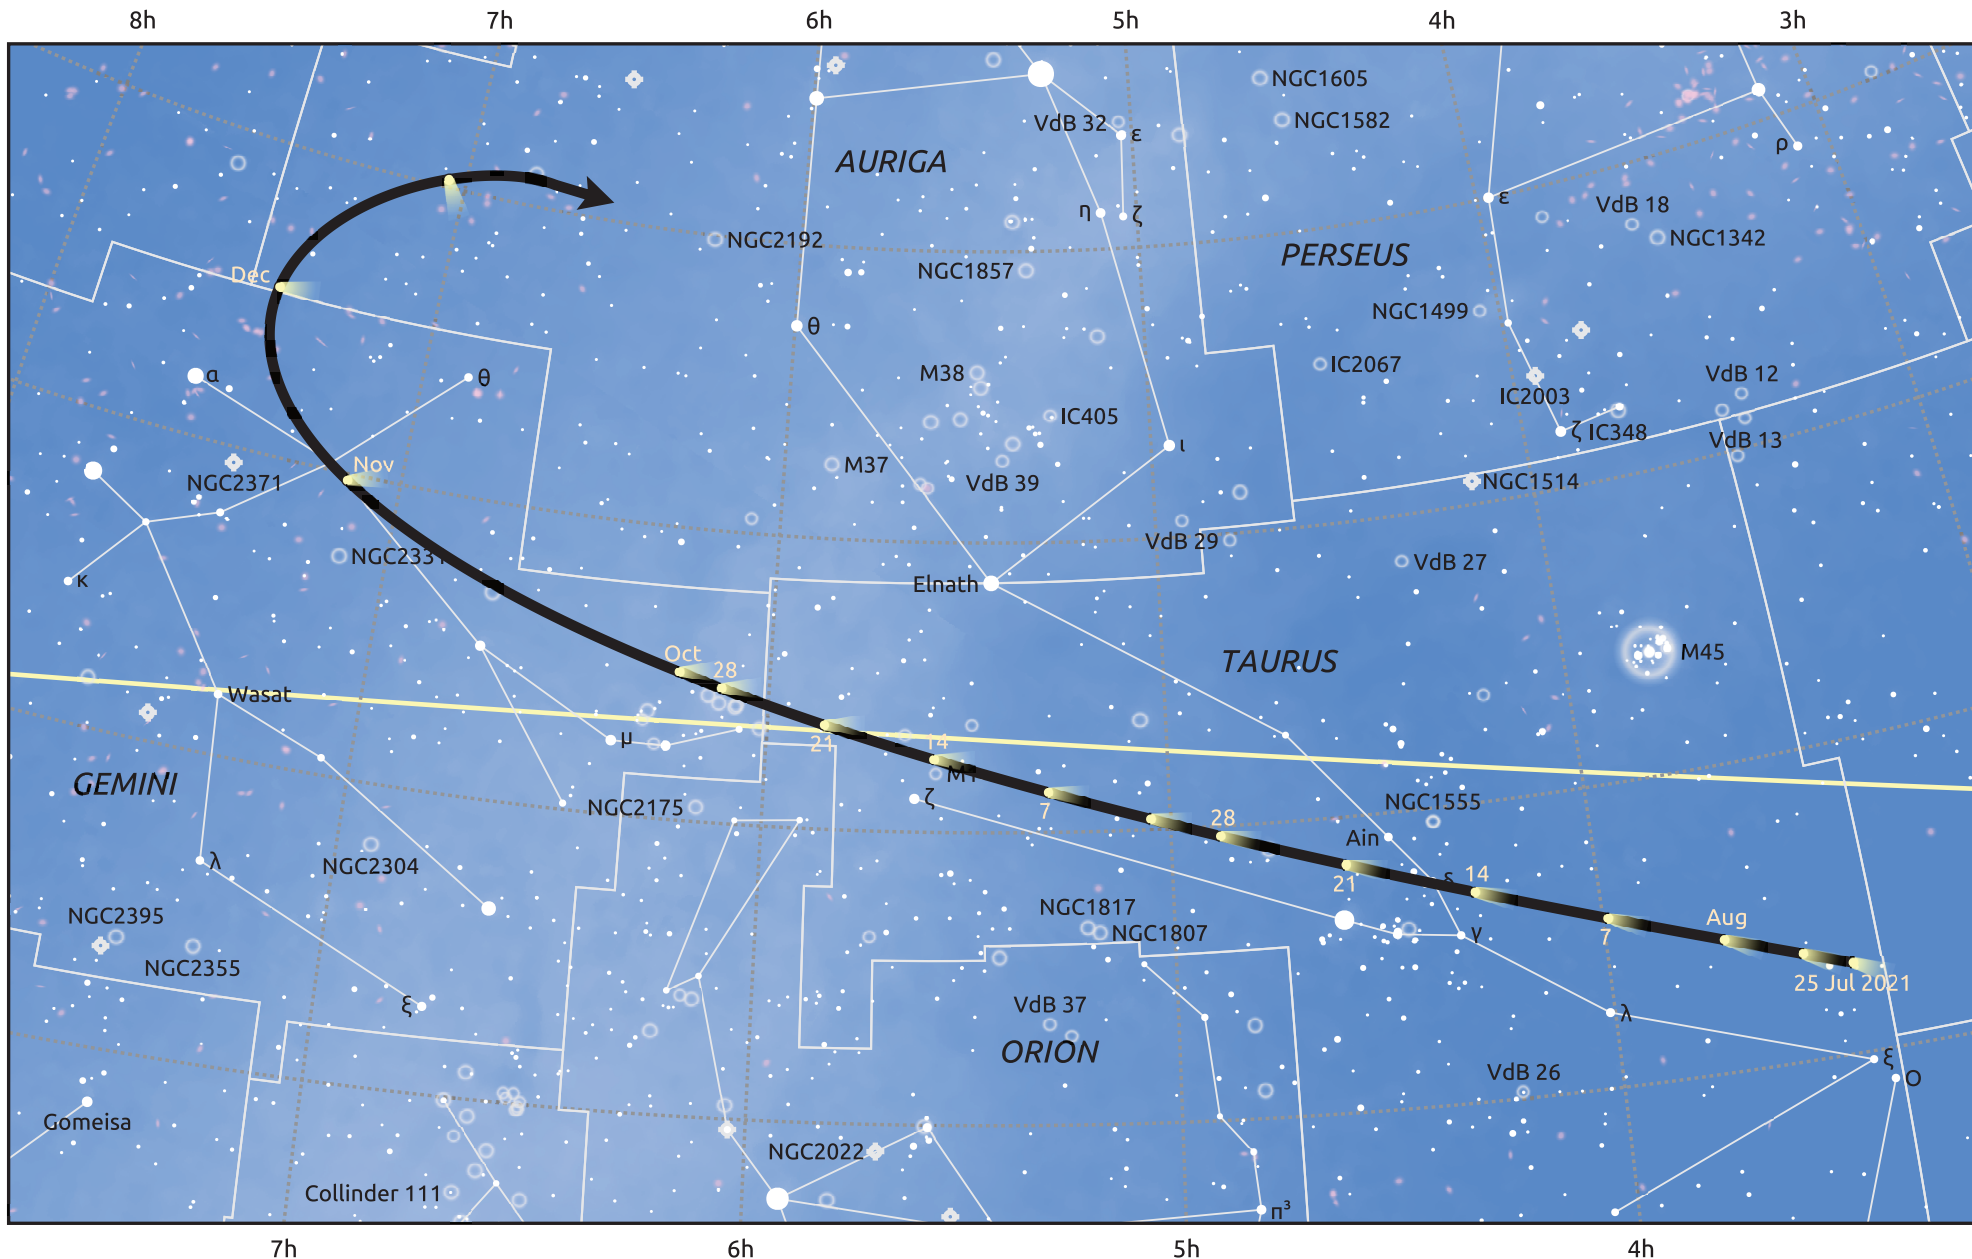 8h 7h 6h 5h 4h 3h
NGC1605
VdB 32
NGC1582
ε
ρ
AURIGA
ε
η ζ
VdB 18
NGC2192
NGC1342
PERSEUS
NGC1857
Dec
NGC1499
θ
IC2067
α
θ
M38
VdB 12
IC2003
IC405
ζ IC348
VdB 13
ι
Nov
M37
NGC2371
VdB 39
NGC1514
VdB 29
NGC2331
VdB 27
κ
Elnath
Oct
28
TAURUS
M45
Wasat
μ
21
14
M1
GEMINI
ζ
NGC2175
7
28
NGC1555
Ain
λ
NGC2304
21
δ
14
NGC2395
NGC1817
NGC1807
γ
7
Aug
NGC2355
25 Jul 2021
ξ
VdB 37
λ
ORION
ξ
VdB 26
ο
Gomeisa
NGC2022
Collinder 111
π³
7h 6h 5h 4h